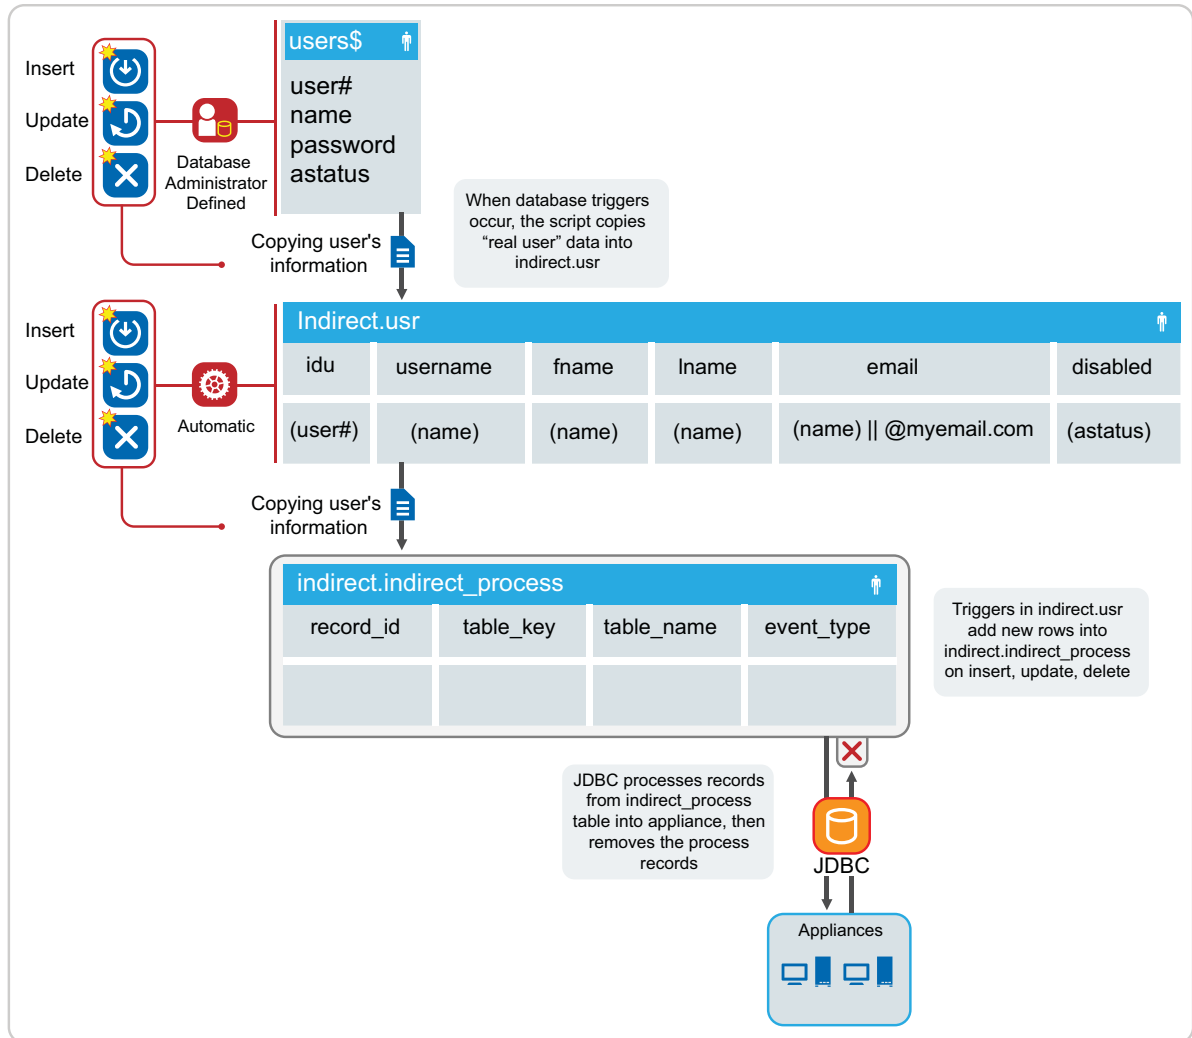 users$
Insert
Update
Delete
user#
name
password
astatus
Database
Administrator
Defined
When database triggers
occur, the script copies
“real user” data into
indirect.usr
Copying user's
information
Indirect.usr
Insert
Update
Delete
Automatic
idu username fname lname email disabled
(user#) (name) (name) (name) (name) || @myemail.com (astatus)
Copying user's
information
indirect.indirect_process
record_id table_key table_name event_type
Triggers in indirect.usr
add new rows into
indirect.indirect_process
on insert, update, delete
JDBC processes records
from indirect_process
table into appliance, then
removes the process
records
JDBC
Appliances